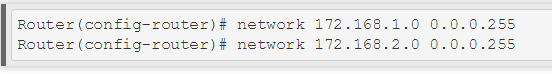 Router(config-router)# network 172.168.1.0 0.0.0.255
Router(config-router)# network 172.168.2.0 0.0.0.255